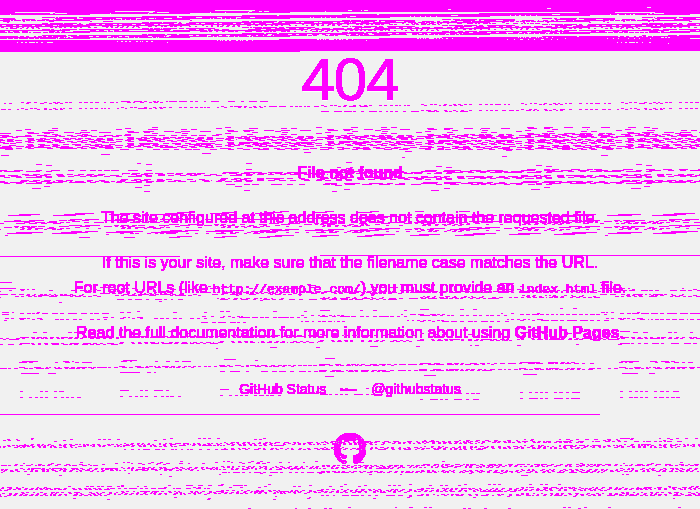 404
File not found
The site configured at this address does not contain the requested file.
If this is your site, make sure that the filename case matches the URL.
For root URLs (like http://example.com/) you must provide an index.html file.
Read the full documentation for more information about using GitHub Pages.
GitHub Status — @githubstatus